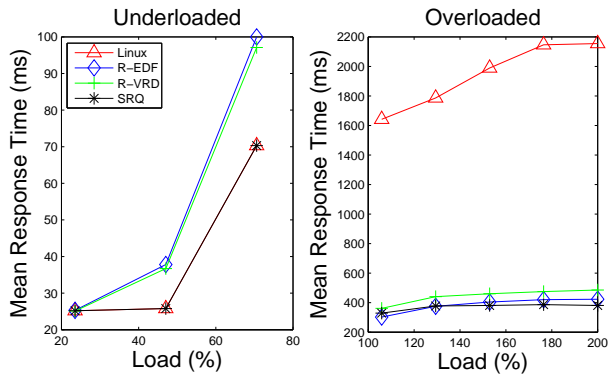 Underloaded
Mean Response Time (ms)
100
90
80
70
60
50
40
30
20
Linux
R-EDF
R-VRD
SRQ
20 40 60 80
Load (%)
Overloaded
Mean Response Time (ms)
2200
2000
1800
1600
1400
1200
1000
800
600
400
200
100 120 140 160 180 200
Load (%)